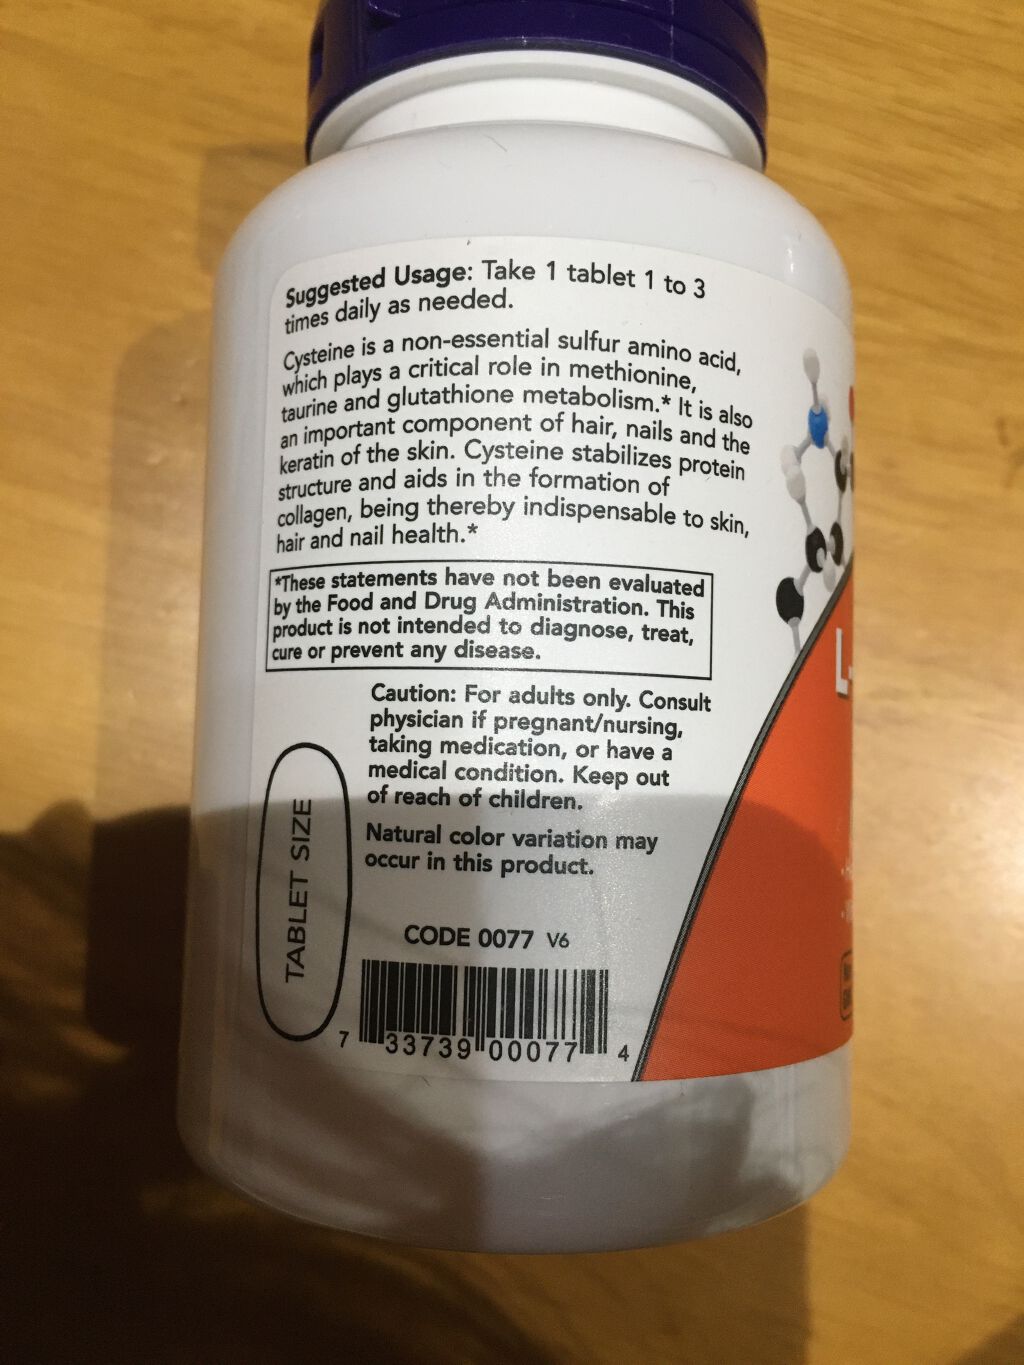 Suggested Usage: Take 1 tablet 1 to 3
times daily as needed.
Cysteine is a non-essential sulfur amino acid,
which plays a critical role in methionine,
taurine and glutathione metabolism.* It is also
an important component of hair, nails and the
keratin of the skin. Cysteine stabilizes protein
structure and aids in the formation of
collagen, being thereby indispensable to skin,
hair and nail health.*
*These statements have not been evaluated
by the Food and Drug Administration. This
product is not intended to diagnose, treat,
cure or prevent any disease.
Caution: For adults only. Consult
physician if pregnant/nursing,
taking medication, or have a
medical condition. Keep out
of reach of children.
Natural color variation may
occur in this product.
TABLET SIZE
CODE 0077 V6
7 33739 00077 4
L-